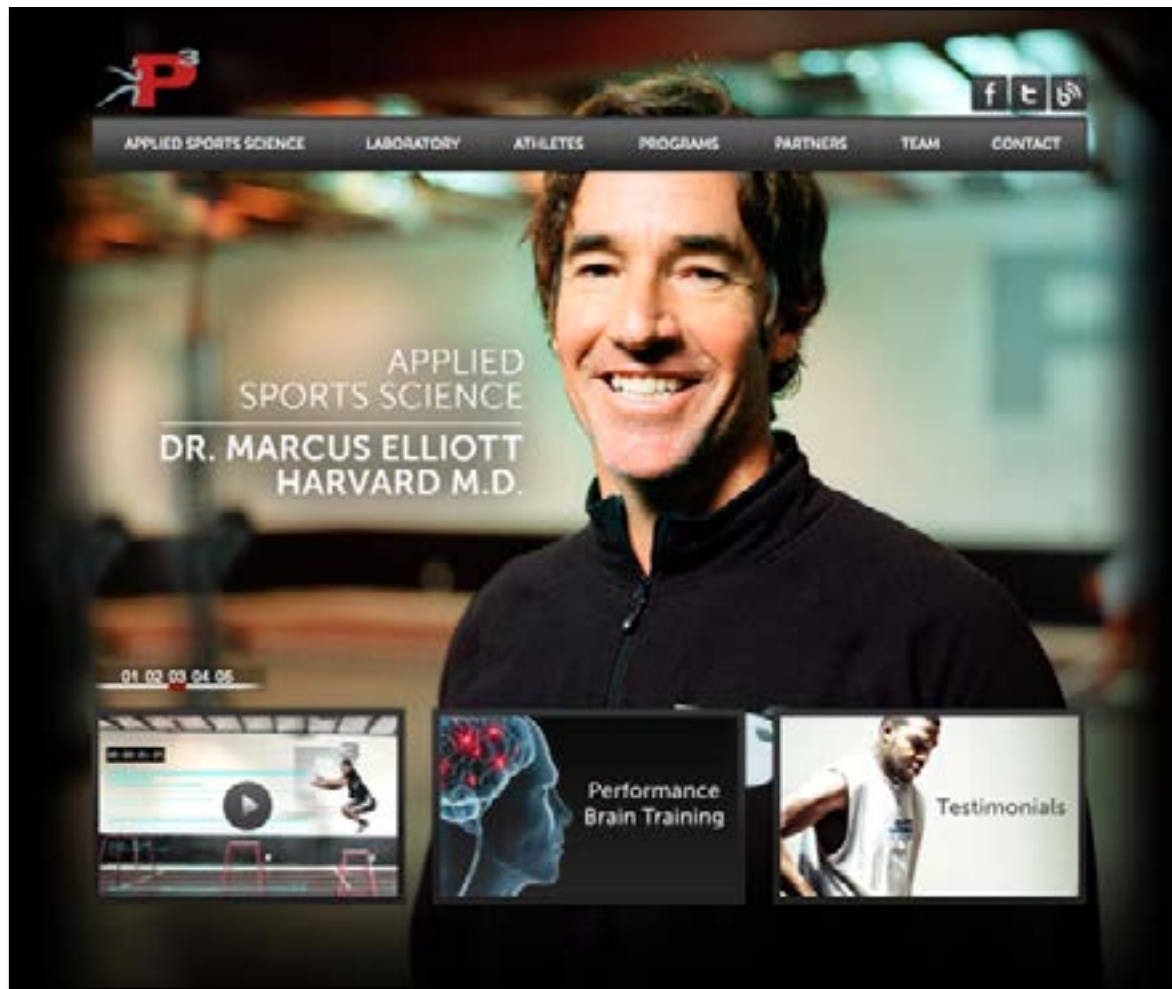 P3
APPLIED SPORTS SCIENCE
LABORATORY
ATHLETES
PROGRAMS
PARTNERS
TEAM
CONTACT
APPLIED
SPORTS SCIENCE
DR. MARCUS ELLIOTT
HARVARD M.D.
01 02 03 04 05
Performance
Brain Training
Testimonials